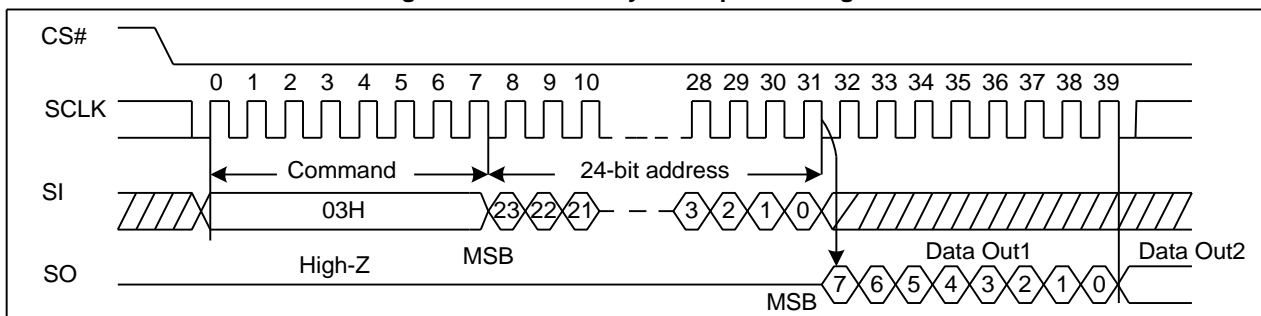 CS#
0 1 2 3 4 5 6 7 8 9 10 28 29 30 31 32 33 34 35 36 37 38 39
SCLK
Command 24-bit address
SI
03H 23 22 21 3 2 1 0
MSB
High-Z
Data Out1 Data Out2
SO
7 6 5 4 3 2 1 0
MSB